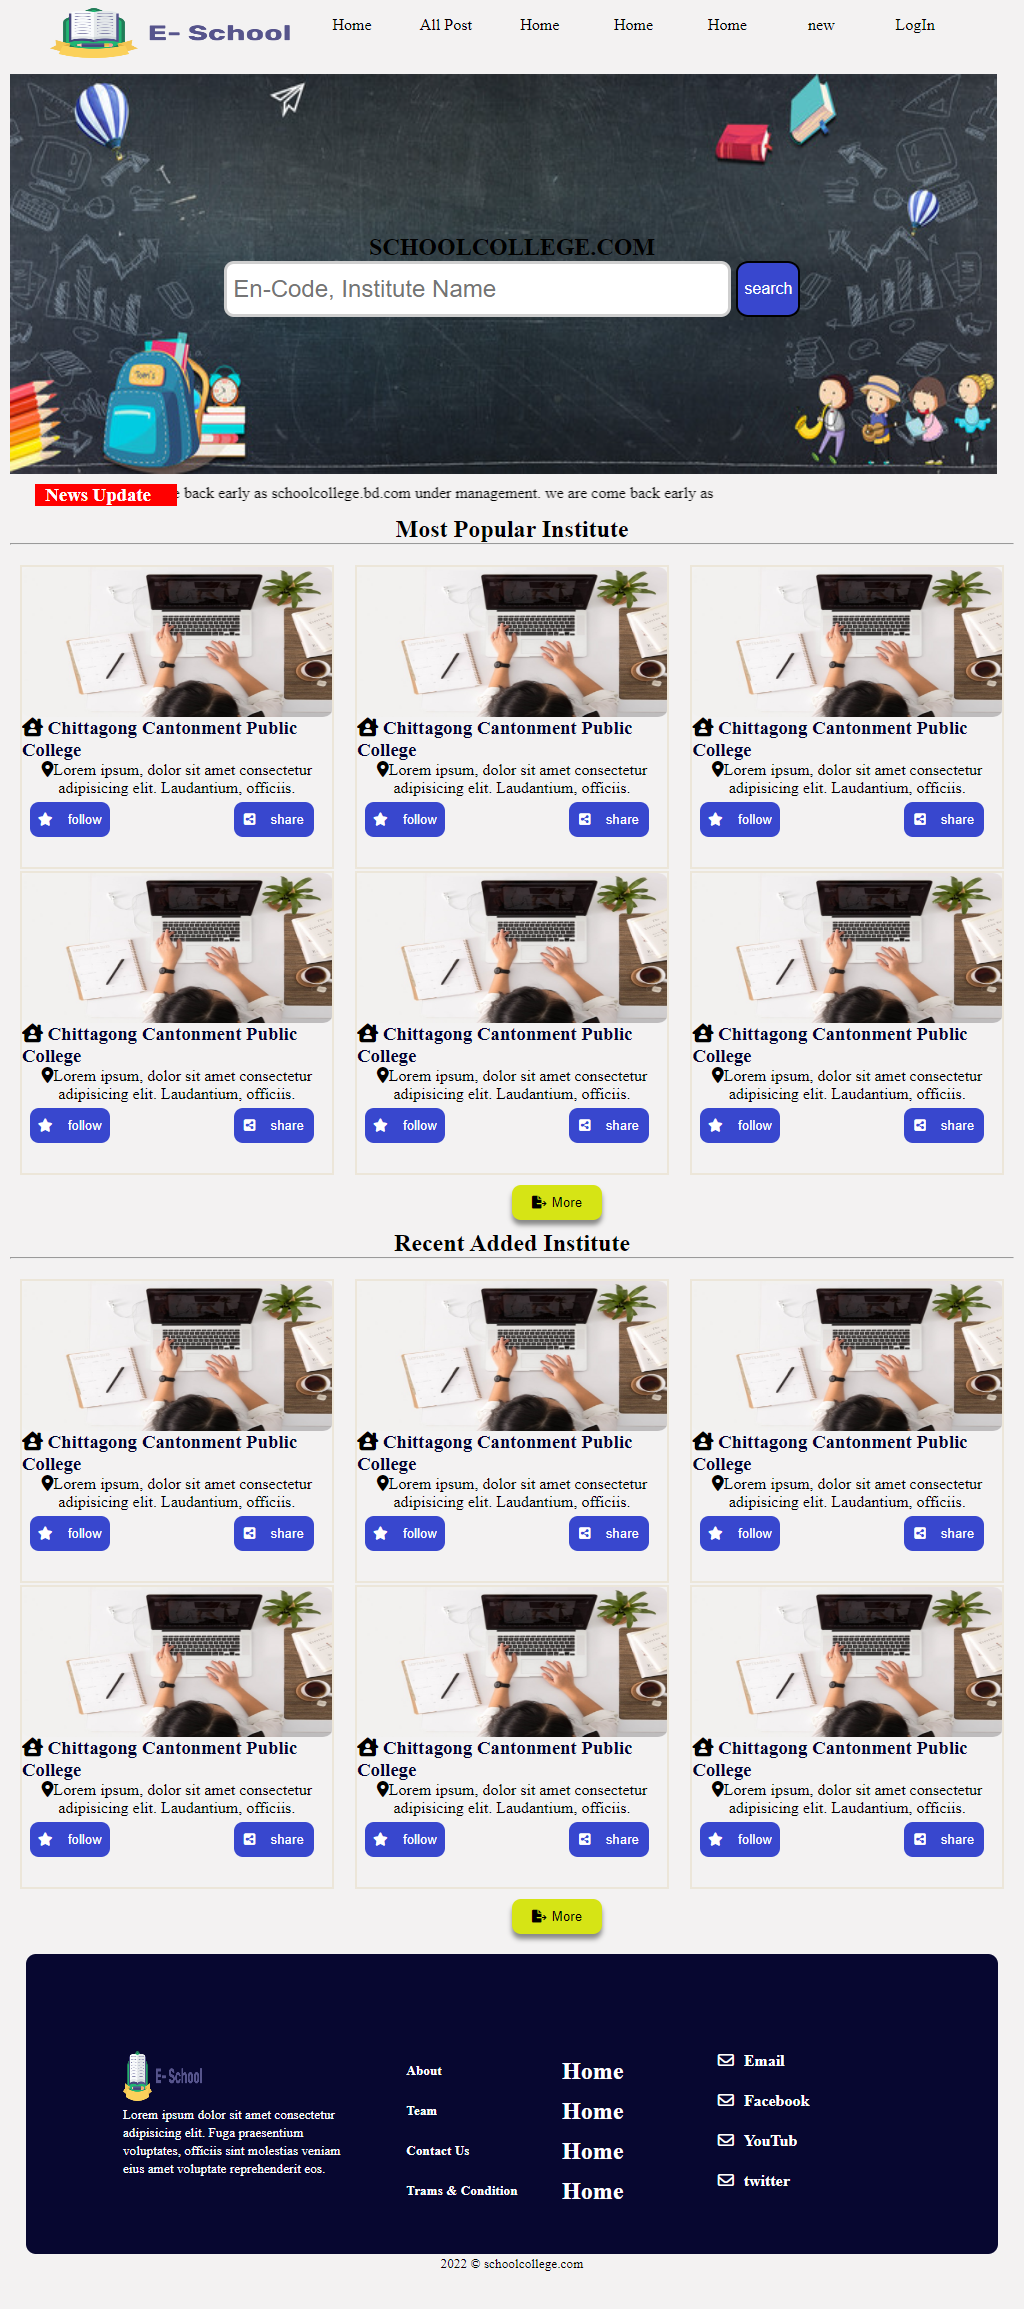 E- School
Home All Post Home Home Home new LogIn
SCHOOLCOLLEGE.COM
En-Code, Institute Name search
Tom's
News Update back early as schoolcollege.bd.com under management. we are come back early as
Most Popular Institute
Chittagong Cantonment Public Chittagong Cantonment Public Chittagong Cantonment Public
College College College
Lorem ipsum, dolor sit amet consectetur Lorem ipsum, dolor sit amet consectetur Lorem ipsum, dolor sit amet consectetur
adipisicing elit. Laudantium, officiis. adipisicing elit. Laudantium, officiis. adipisicing elit. Laudantium, officiis.
follow share follow share follow share
Chittagong Cantonment Public Chittagong Cantonment Public Chittagong Cantonment Public
College College College
Lorem ipsum, dolor sit amet consectetur Lorem ipsum, dolor sit amet consectetur Lorem ipsum, dolor sit amet consectetur
adipisicing elit. Laudantium, officiis. adipisicing elit. Laudantium, officiis. adipisicing elit. Laudantium, officiis.
follow share follow share follow share
More
Recent Added Institute
Chittagong Cantonment Public Chittagong Cantonment Public Chittagong Cantonment Public
College College College
Lorem ipsum, dolor sit amet consectetur Lorem ipsum, dolor sit amet consectetur Lorem ipsum, dolor sit amet consectetur
adipisicing elit. Laudantium, officiis. adipisicing elit. Laudantium, officiis. adipisicing elit. Laudantium, officiis.
follow share follow share follow share
Chittagong Cantonment Public Chittagong Cantonment Public Chittagong Cantonment Public
College College College
Lorem ipsum, dolor sit amet consectetur Lorem ipsum, dolor sit amet consectetur Lorem ipsum, dolor sit amet consectetur
adipisicing elit. Laudantium, officiis. adipisicing elit. Laudantium, officiis. adipisicing elit. Laudantium, officiis.
follow share follow share follow share
More
E- School
Lorem ipsum dolor sit amet consectetur
adipisicing elit. Fuga praesentium
voluptates, officiis sint molestias veniam
eius amet voluptate reprehenderit eos.
About
Team
Contact Us
Trams & Condition
Home
Home
Home
Home
Email
Facebook
YouTub
twitter
2022 © schoolcollege.com